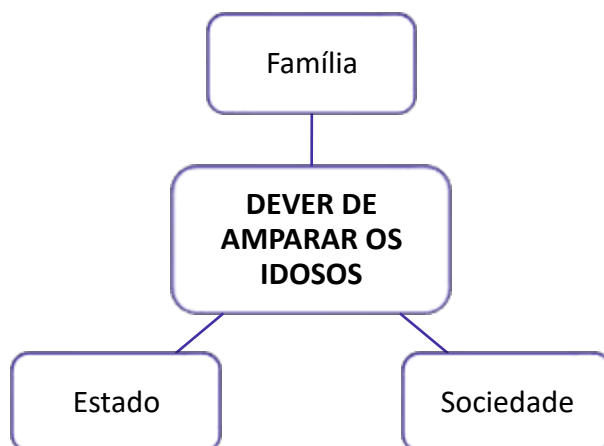 Família
DEVER DE
AMPARAR OS
IDOSOS
Estado
Sociedade